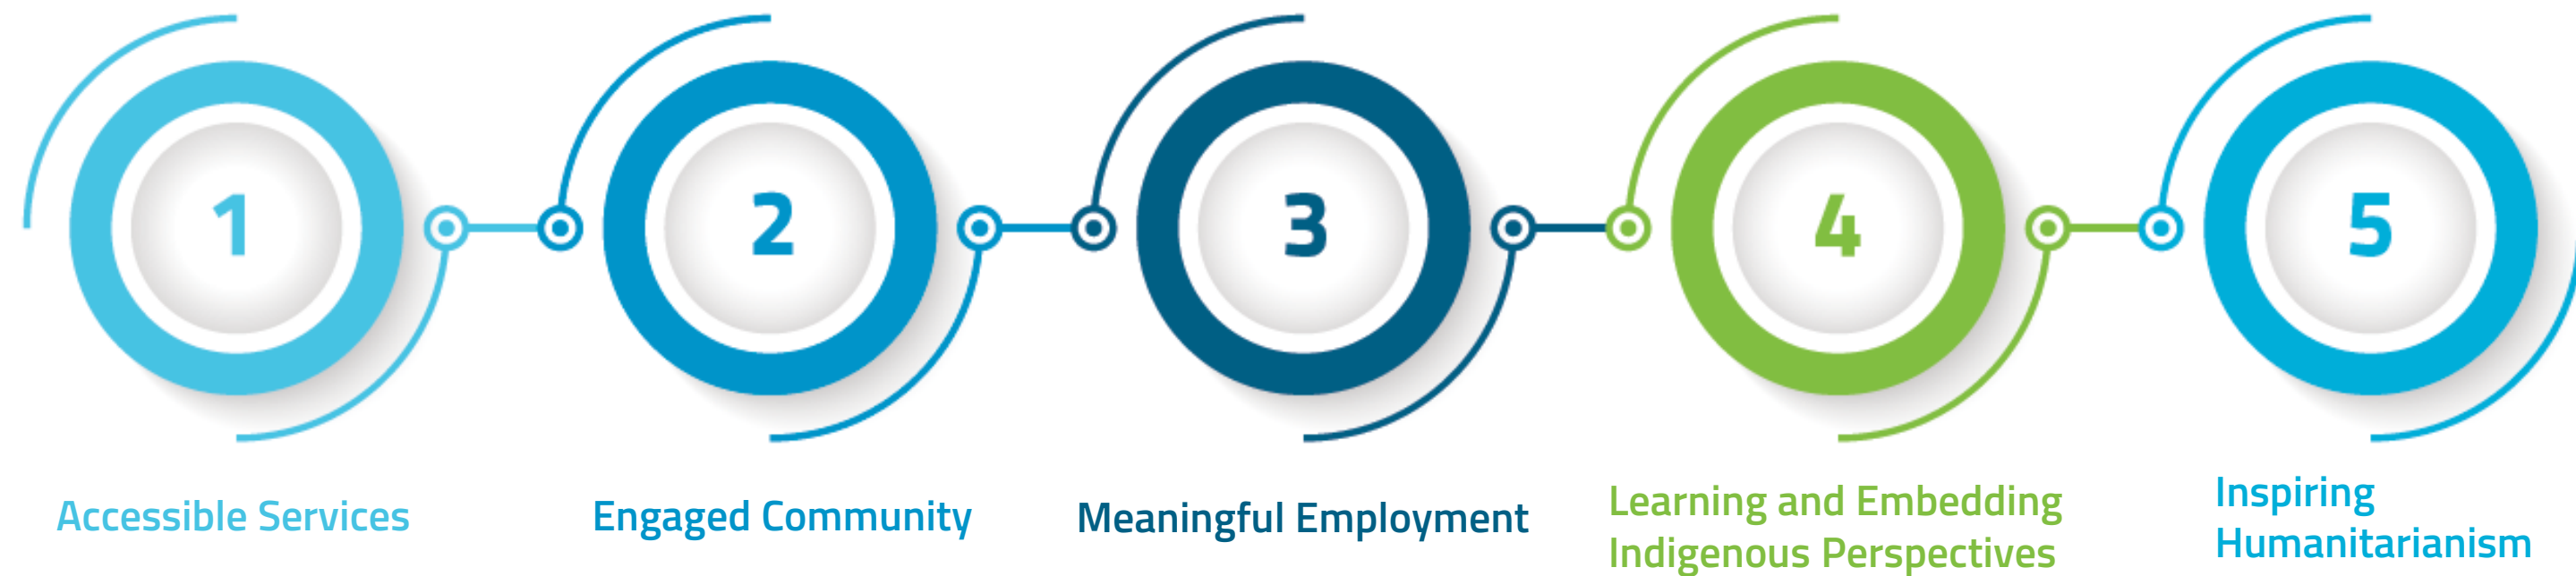 1
2
3
4
5
Accessible Services
Engaged Community
Meaningful Employment
Learning and Embedding
Indigenous Perspectives
Inspiring
Humanitarianism